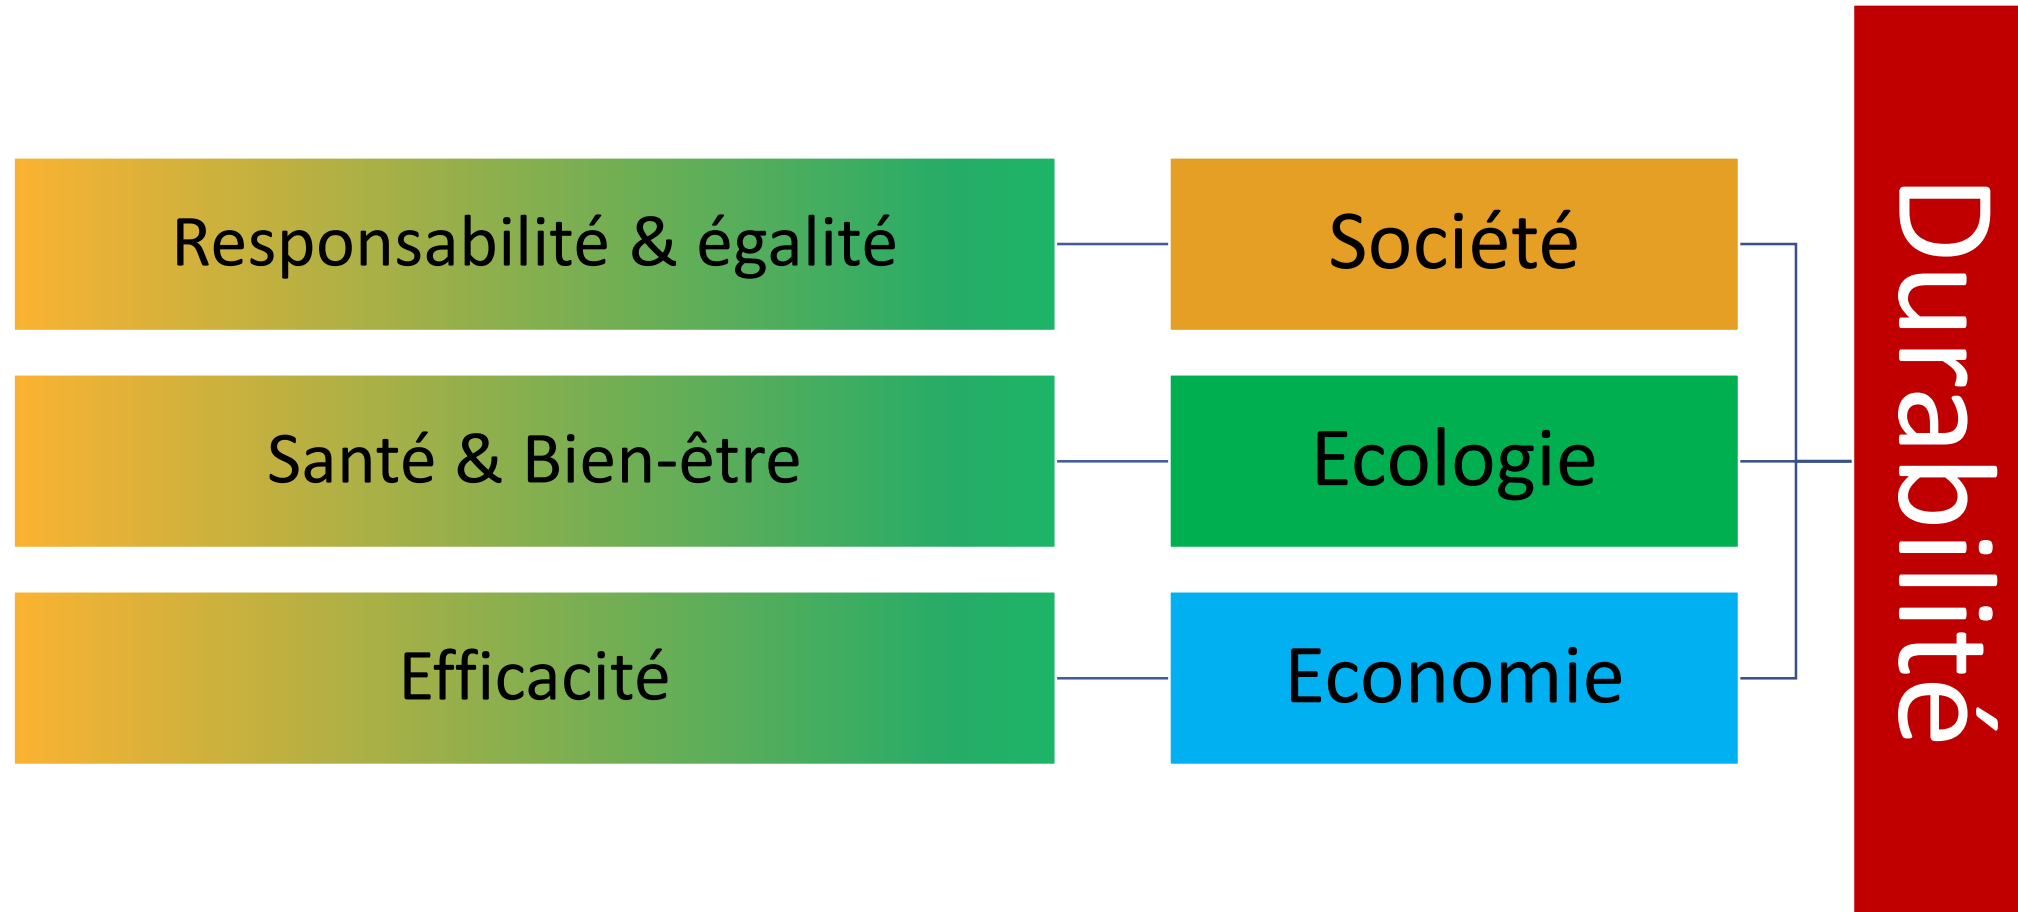 Responsabilité & égalité
Société
Santé & Bien-être
Ecologie
Efficacité
Economie
Durabilité